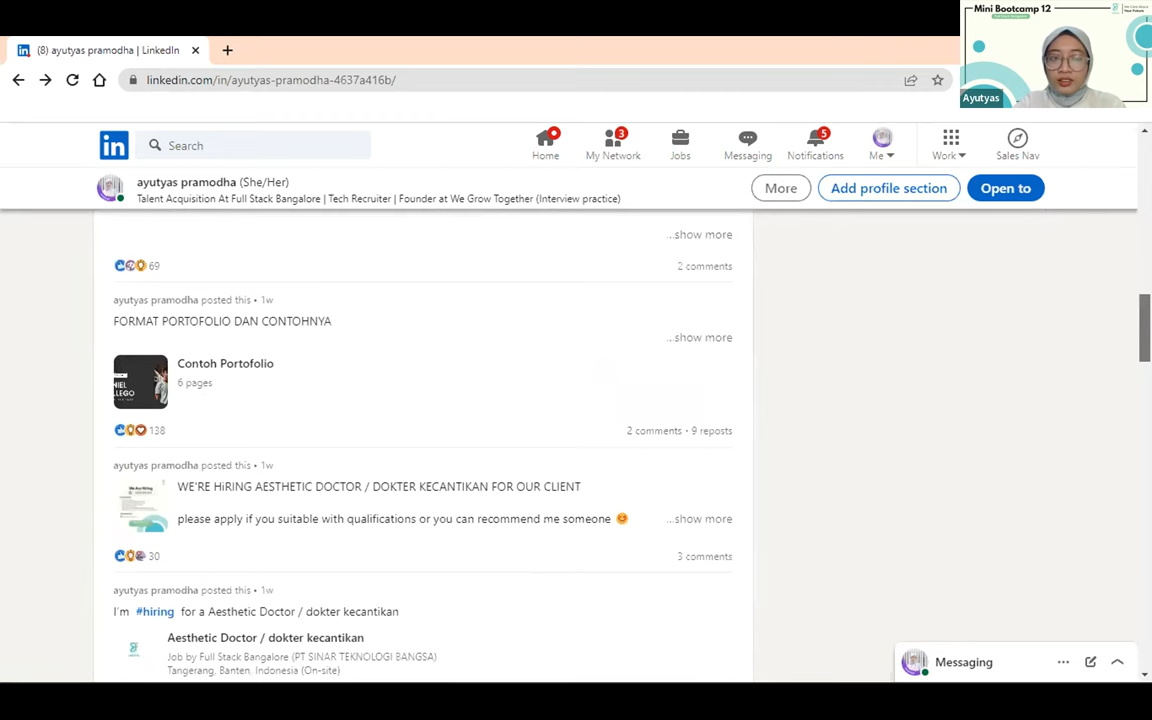 Mini Bootcamp 12
Full Stack Bangalore
Ayutyas
(8) ayutyas pramodha | LinkedIn
linkedin.com/in/ayutyas-pramodha-4637a416b/
in
Search
Home
3
My Network
Jobs
Messaging
5
Notifications
Me
Work
Sales Nav
ayutyas pramodha (She/Her)
Talent Acquisition At Full Stack Bangalore | Tech Recruiter | Founder at We Grow Together (Interview practice)
More
Add profile section
Open to
...show more
69
2 comments
ayutyas pramodha posted this • 1w
FORMAT PORTOFOLIO DAN CONTOHNYA
...show more
Contoh Portofolio
6 pages
138
2 comments • 9 reposts
ayutyas pramodha posted this • 1w
WE'RE HiRING AESTHETIC DOCTOR / DOKTER KECANTIKAN FOR OUR CLIENT
please apply if you suitable with qualifications or you can recommend me someone 😊
...show more
30
3 comments
ayutyas pramodha posted this • 1w
I'm #hiring for a Aesthetic Doctor / dokter kecantikan
Aesthetic Doctor / dokter kecantikan
Job by Full Stack Bangalore (PT SINAR TEKNOLOGI BANGSA)
Tangerang, Banten, Indonesia (On-site)
Messaging